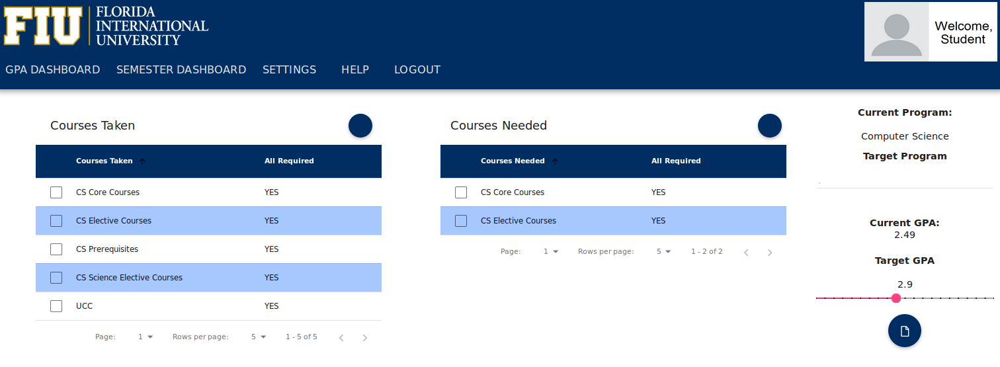 FIU
FLORIDA
INTERNATIONAL
UNIVERSITY
Welcome,
Student
GPA DASHBOARD SEMESTER DASHBOARD SETTINGS HELP LOGOUT
Courses Taken
Courses Taken All Required
CS Core Courses YES
CS Elective Courses YES
CS Prerequisites YES
CS Science Elective Courses YES
UCC YES
Page: 1 Rows per page: 5 1 - 5 of 5
Courses Needed
Courses Needed All Required
CS Core Courses YES
CS Elective Courses YES
Page: 1 Rows per page: 5 1 - 2 of 2
Current Program:
Computer Science
Target Program
Current GPA:
2.49
Target GPA
2.9